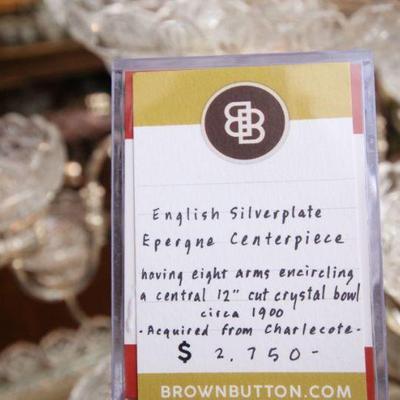 BB
English Silverplate
Epergne Centerpiece
having eight arms encircling
a central 12" cut crystal bowl
circa 1900
- Acquired from Charlecote -
$ 2,750-
BROWNBUTTON.COM